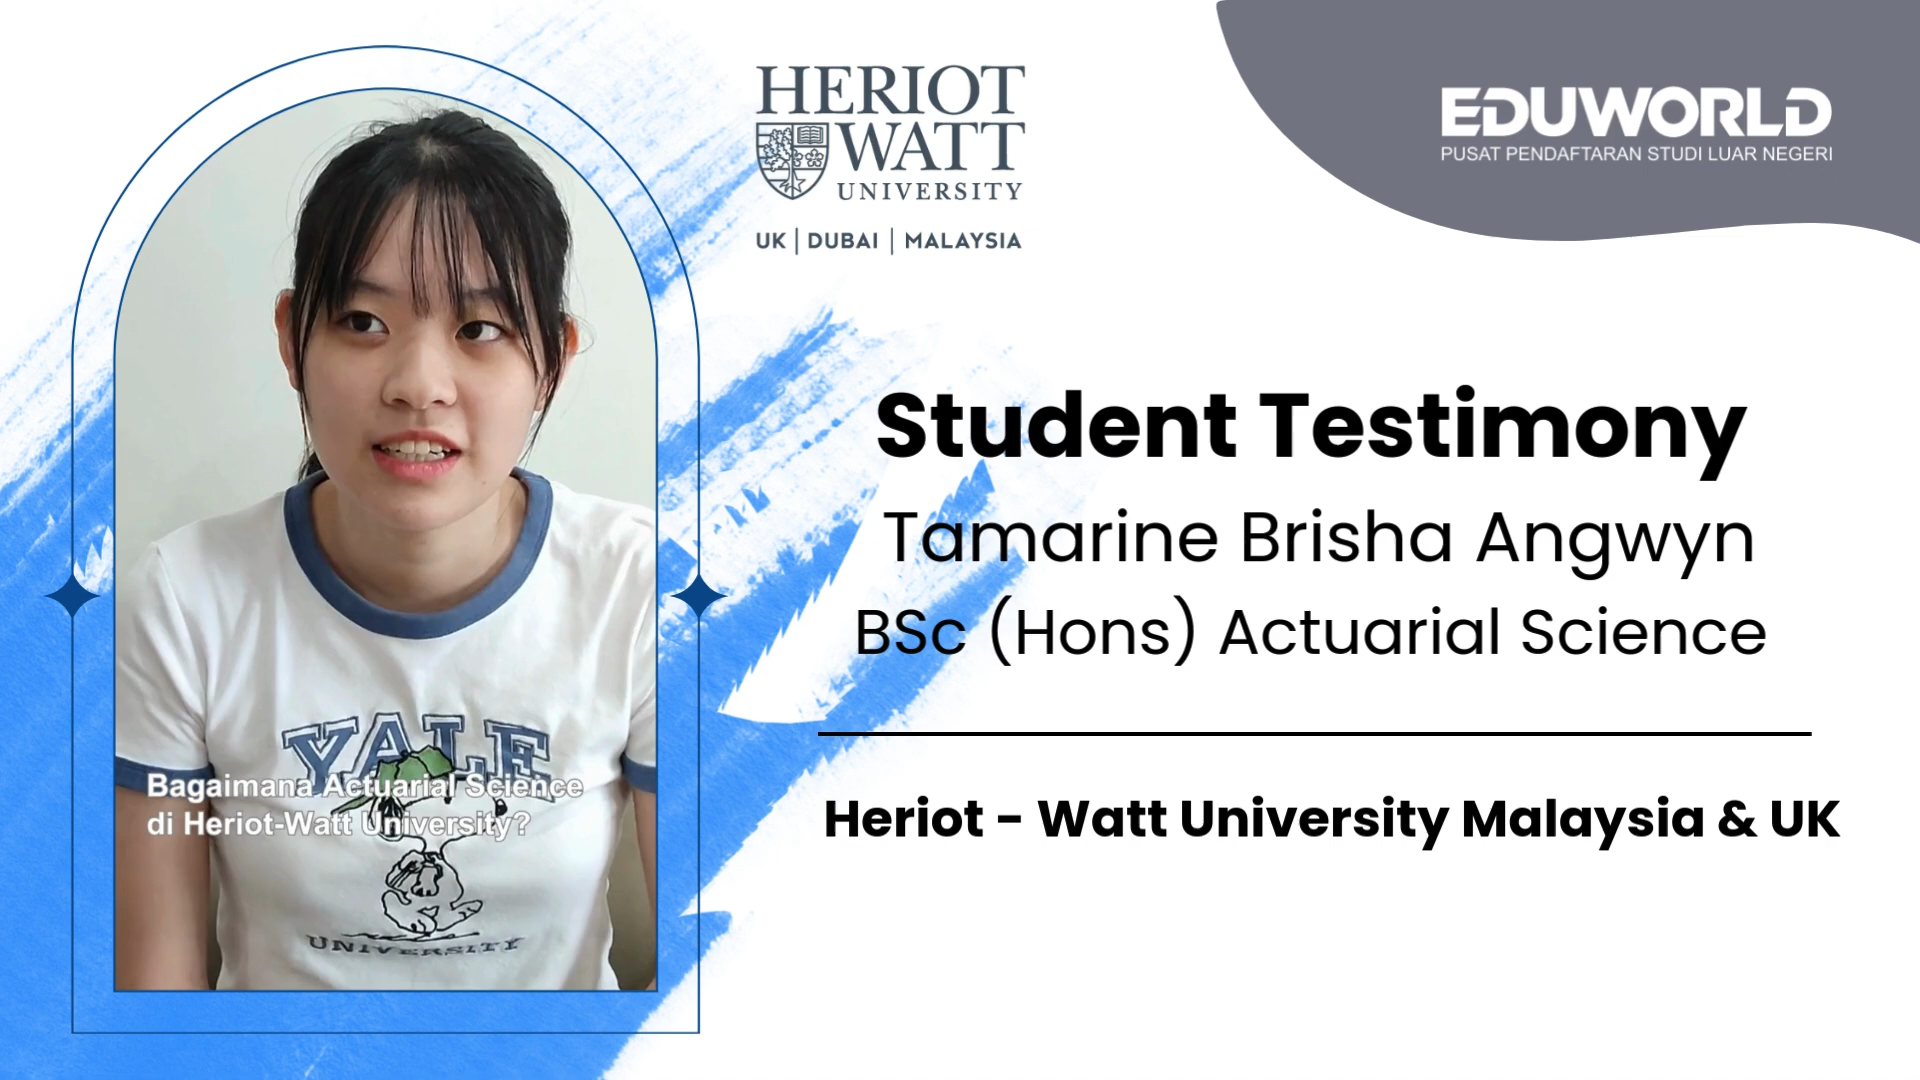 HERIOT
WATT
UNIVERSITY
UK | DUBAI | MALAYSIA
EDUWORLD
PUSAT PENDAFTARAN STUDI LUAR NEGERI
Student Testimony
Tamarine Brisha Angwyn
BSc (Hons) Actuarial Science
Heriot - Watt University Malaysia & UK
YALE
Bagaimana Actuarial Science
di Heriot-Watt University?
UNIVERSITY